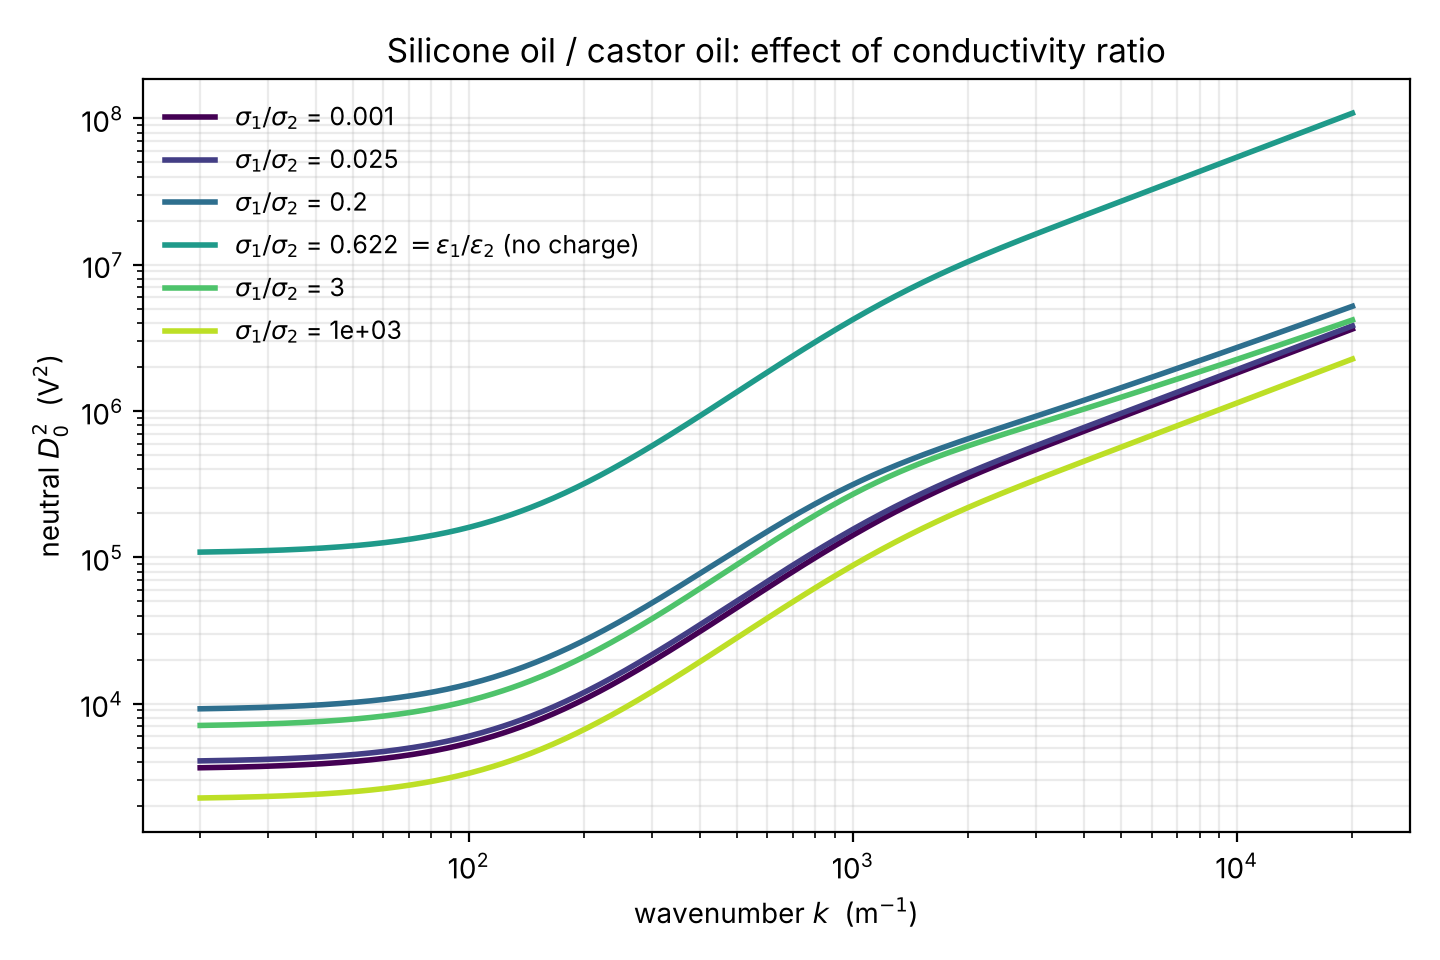 Silicone oil / castor oil: effect of conductivity ratio
σ₁/σ₂ = 0.001
σ₁/σ₂ = 0.025
σ₁/σ₂ = 0.2
σ₁/σ₂ = 0.622 = ε₁/ε₂ (no charge)
σ₁/σ₂ = 3
σ₁/σ₂ = 1e+03
neutral D₀² (V²)
10⁸
10⁷
10⁶
10⁵
10⁴
10² 10³ 10⁴
wavenumber k (m⁻¹)